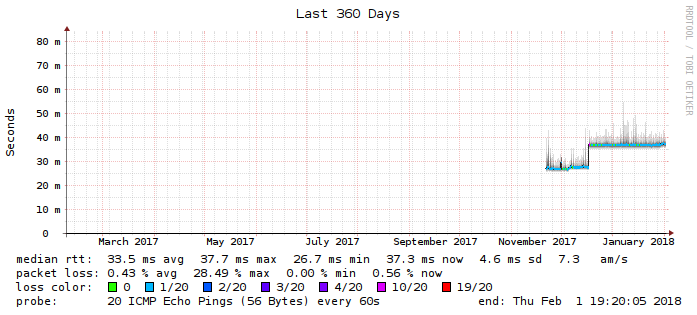 Last 360 Days
RRDTOOL / TOBI OETIKER
Seconds
80 m
70 m
60 m
50 m
40 m
30 m
20 m
10 m
0
March 2017 May 2017 July 2017 September 2017 November 2017 January 2018
median rtt: 33.5 ms avg 37.7 ms max 26.7 ms min 37.3 ms now 4.6 ms sd 7.3 am/s
packet loss: 0.43 % avg 28.49 % max 0.00 % min 0.56 % now
loss color: 0 1/20 2/20 3/20 4/20 10/20 19/20
probe: 20 ICMP Echo Pings (56 Bytes) every 60s end: Thu Feb 1 19:20:05 2018